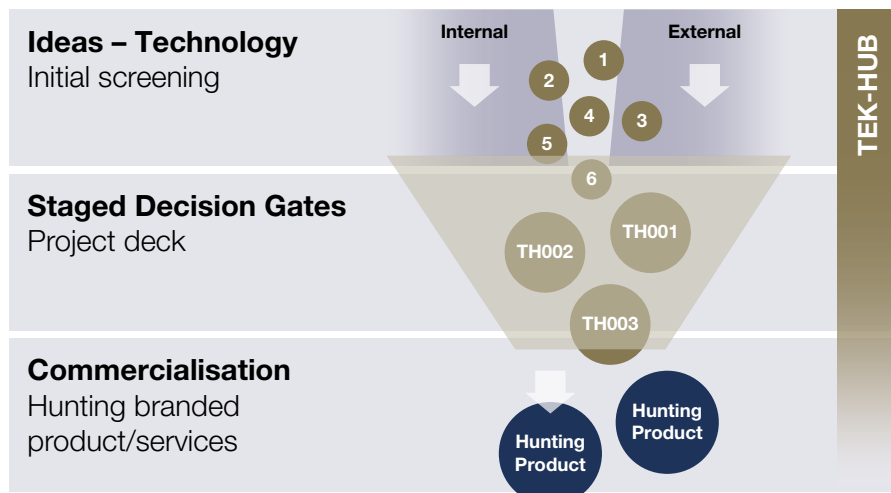 Ideas – Technology
Initial screening
Internal
External
1
2
3
4
5
6
TEK-HUB
Staged Decision Gates
Project deck
TH001
TH002
TH003
Commercialisation
Hunting branded
product/services
Hunting
Product
Hunting
Product